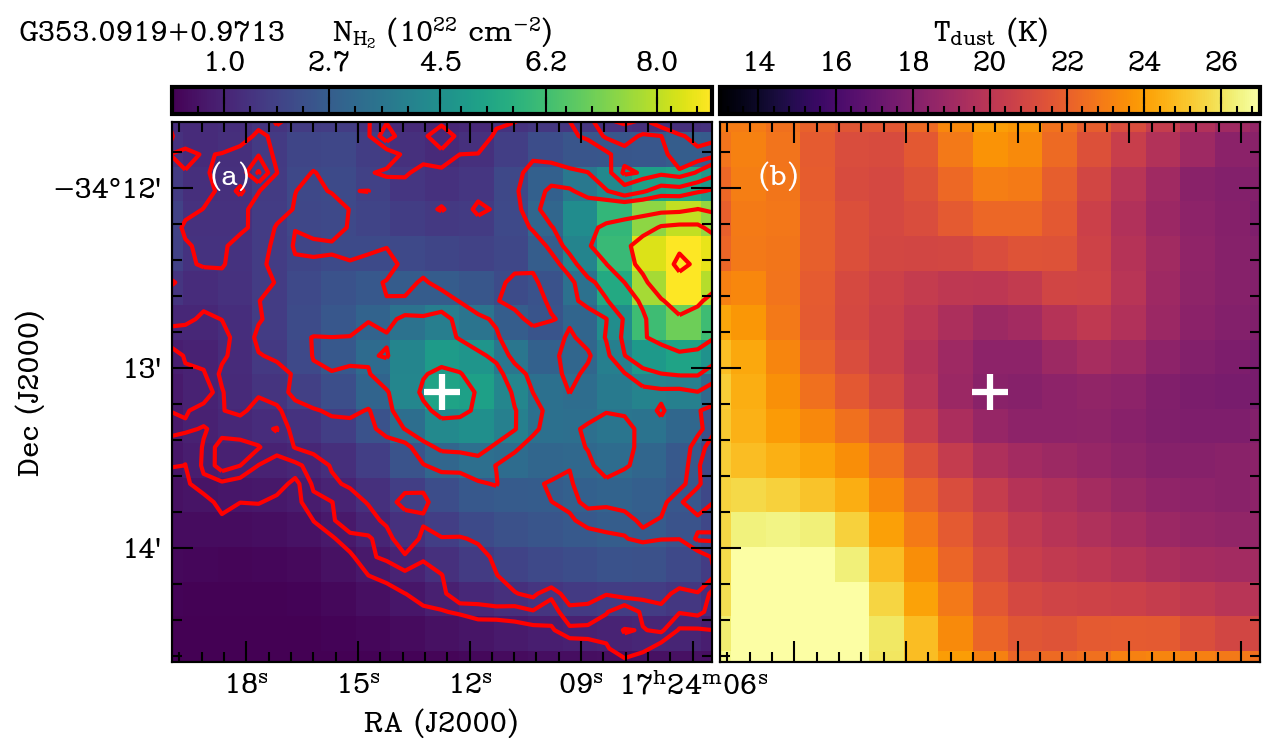 G353.0919+0.9713 N_H₂ (10²² cm⁻²) T_dust (K)
1.0 2.7 4.5 6.2 8.0 14 16 18 20 22 24 26
(a) (b)
−34°12'
13'
14'
Dec (J2000)
18ˢ 15ˢ 12ˢ 09ˢ 17ʰ24ᵐ06ˢ
RA (J2000)